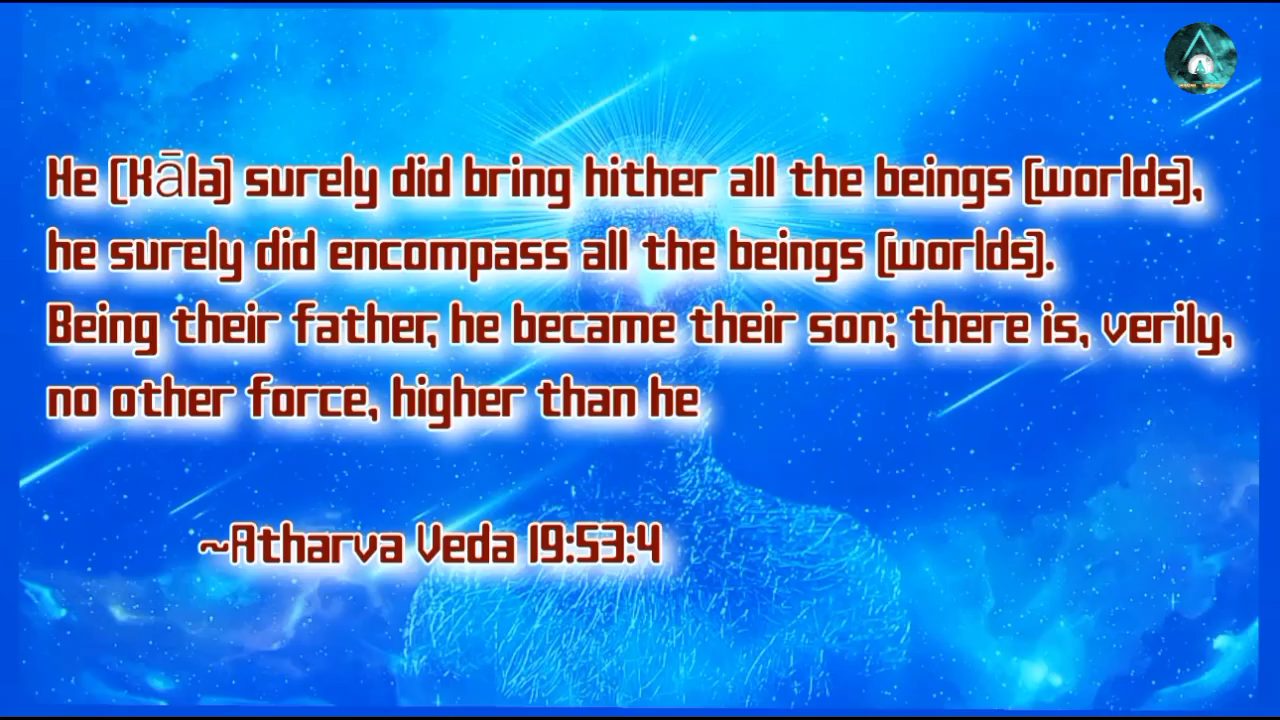 He (Kāla) surely did bring hither all the beings (worlds),
he surely did encompass all the beings (worlds).
Being their father, he became their son; there is, verily,
no other force, higher than he
~Atharva Veda 19:53:4